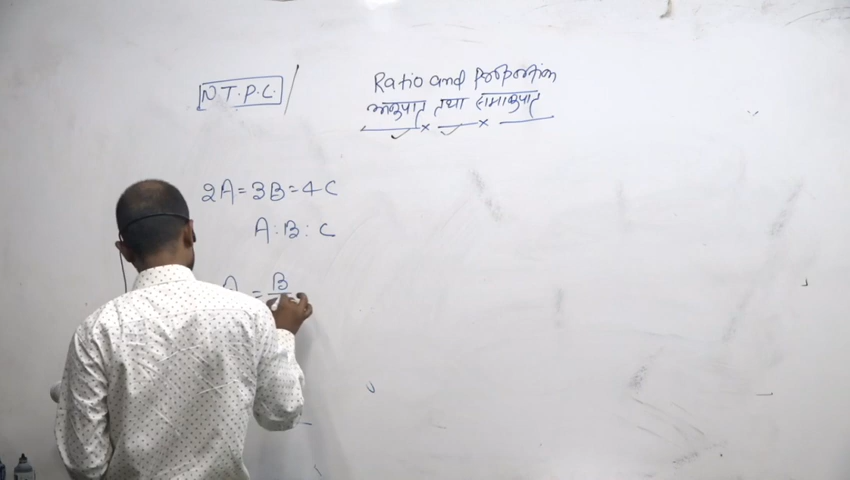 N.T.P.C.
Ratio and Proportion
अनुपात तथा समानुपात
2A = 3B = 4C
A : B : C
A = B